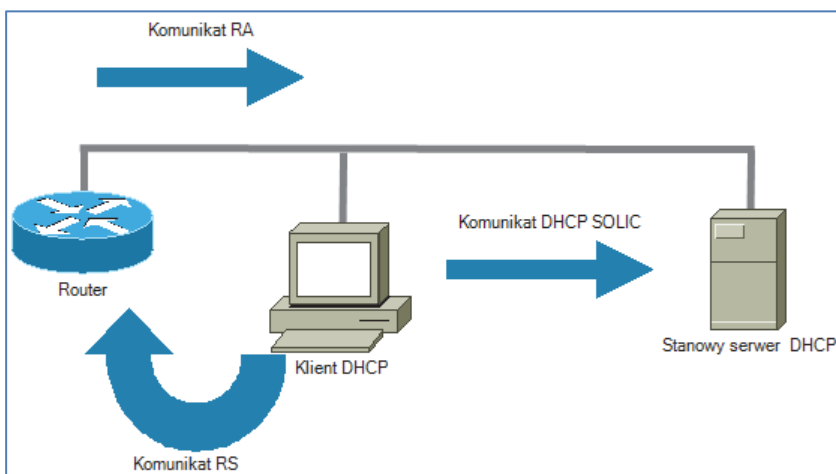 Komunikat RA
Komunikat DHCP SOLIC
Router
Stanowy serwer DHCP
Klient DHCP
Komunikat RS